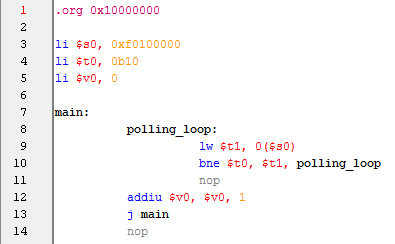 1 .org 0x10000000
2
3 li $s0, 0xf0100000
4 li $t0, 0b10
5 li $v0, 0
6
7 main:
8 polling_loop:
9 lw $t1, 0($s0)
10 bne $t0, $t1, polling_loop
11 nop
12 addiu $v0, $v0, 1
13 j main
14 nop